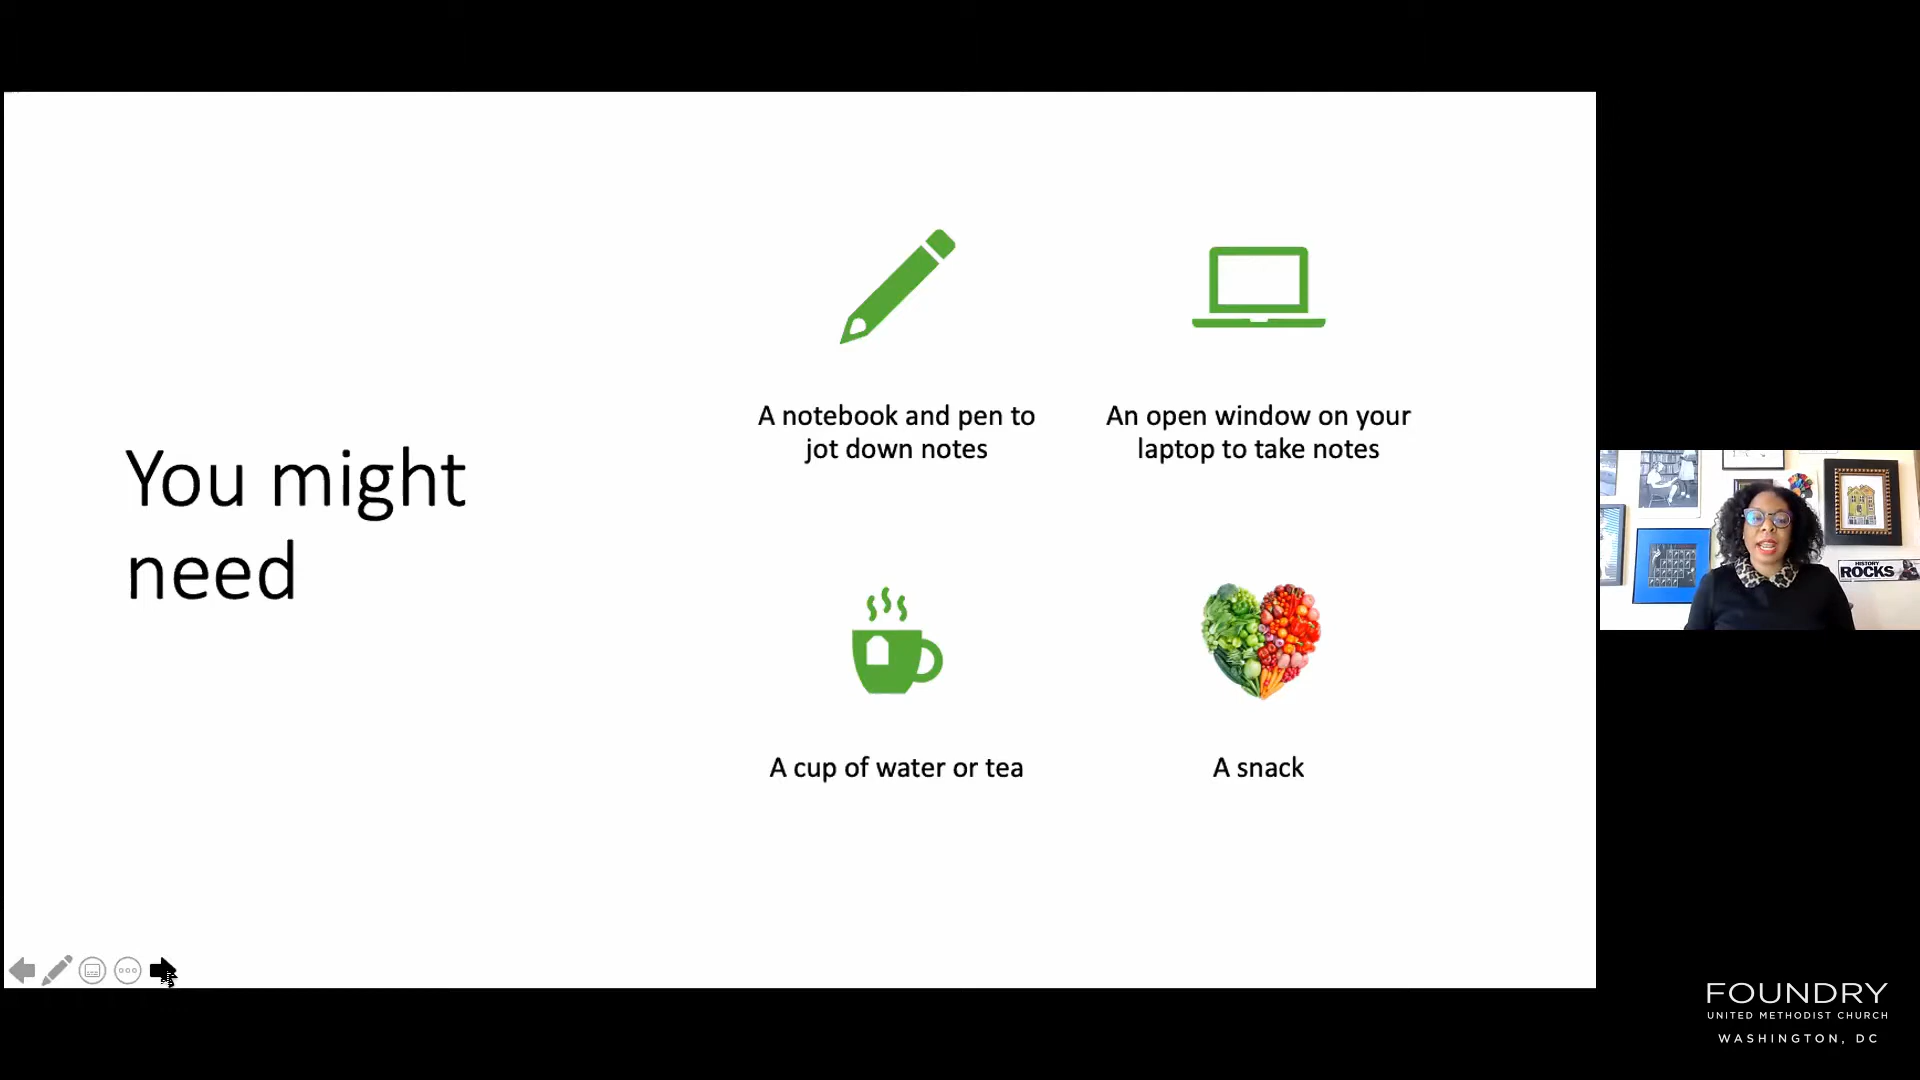 You might
need
A notebook and pen to
jot down notes
An open window on your
laptop to take notes
A cup of water or tea
A snack
HISTORY
ROCKS
FOUNDRY
UNITED METHODIST CHURCH
WASHINGTON, DC